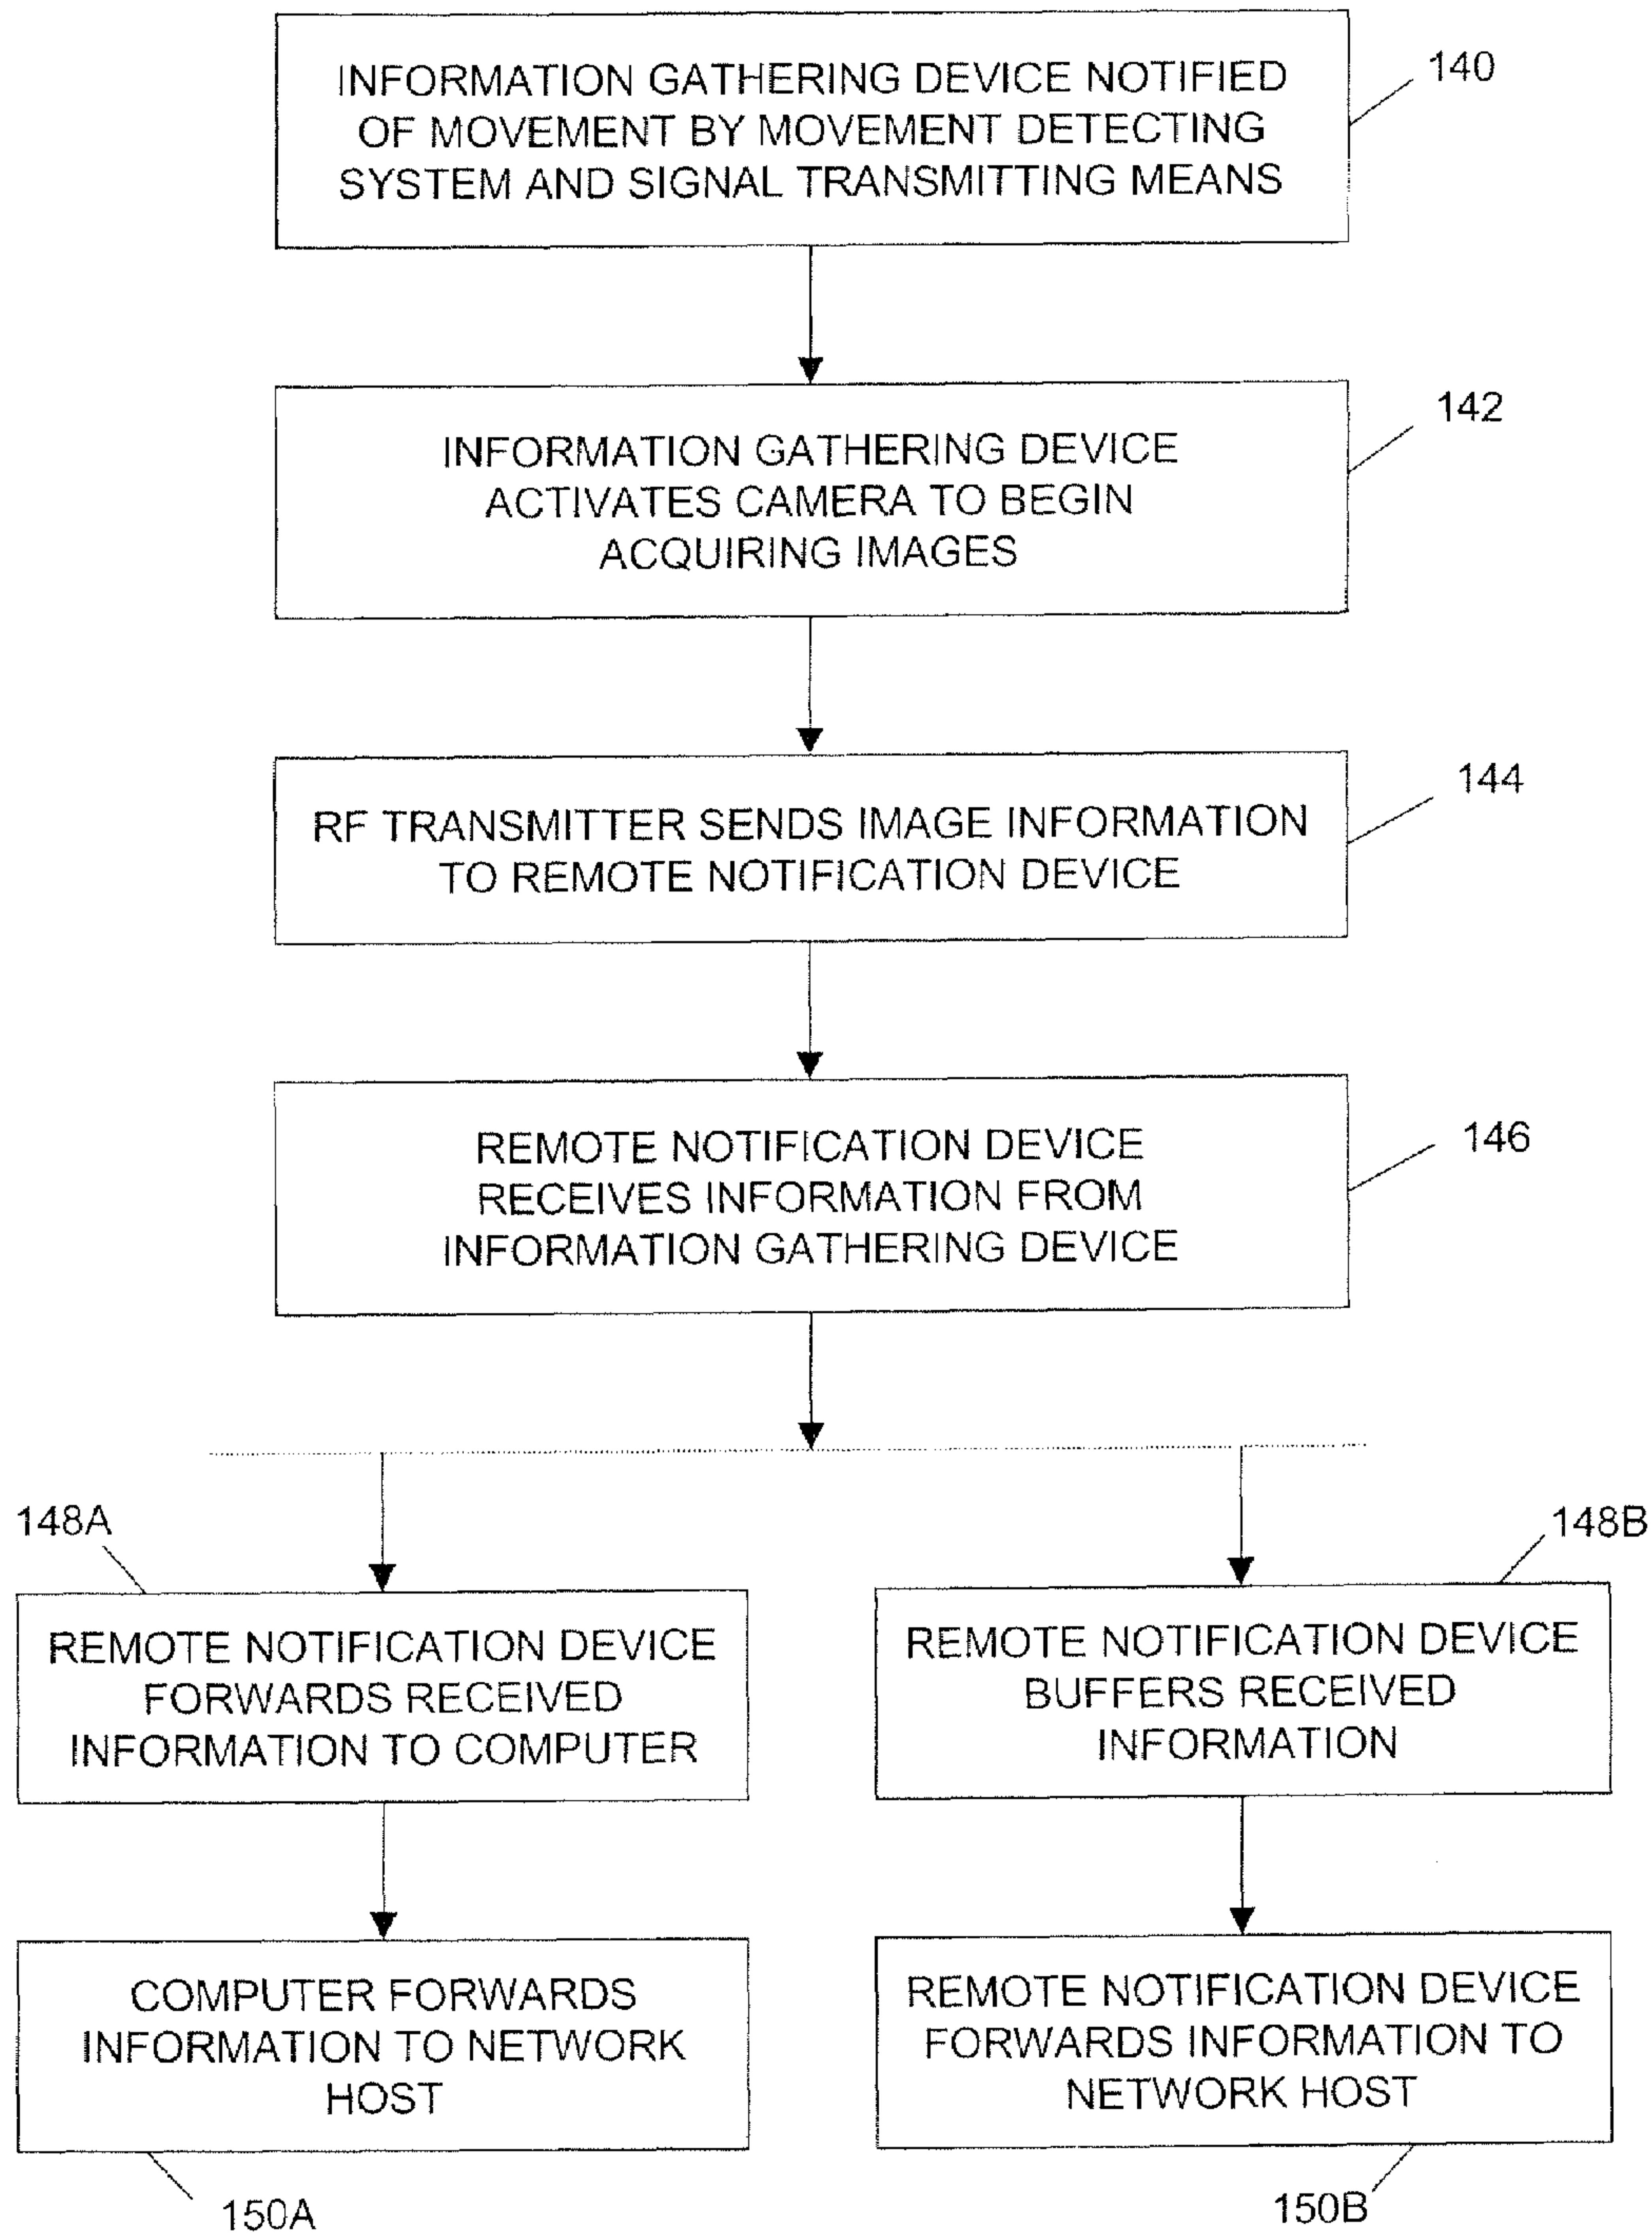 INFORMATION GATHERING DEVICE NOTIFIED
OF MOVEMENT BY MOVEMENT DETECTING
SYSTEM AND SIGNAL TRANSMITTING MEANS
140
INFORMATION GATHERING DEVICE
ACTIVATES CAMERA TO BEGIN
ACQUIRING IMAGES
142
RF TRANSMITTER SENDS IMAGE INFORMATION
TO REMOTE NOTIFICATION DEVICE
144
REMOTE NOTIFICATION DEVICE
RECEIVES INFORMATION FROM
INFORMATION GATHERING DEVICE
146
148A
REMOTE NOTIFICATION DEVICE
FORWARDS RECEIVED
INFORMATION TO COMPUTER
148B
REMOTE NOTIFICATION DEVICE
BUFFERS RECEIVED
INFORMATION
COMPUTER FORWARDS
INFORMATION TO NETWORK
HOST
150A
REMOTE NOTIFICATION DEVICE
FORWARDS INFORMATION TO
NETWORK HOST
150B